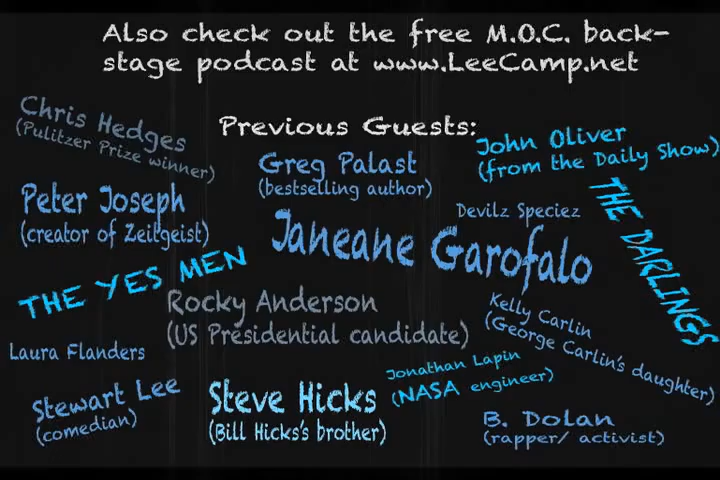 Also check out the free M.O.C. back-
stage podcast at www.LeeCamp.net
Previous Guests:
Chris Hedges
(Pulitzer Prize winner)
Greg Palast
(bestselling author)
John Oliver
(from the Daily Show)
Peter Joseph
(creator of Zeitgeist)
Devilz Speciez
Janeane Garofalo
THE DARLINGS
THE YES MEN
Rocky Anderson
(US Presidential candidate)
Kelly Carlin
(George Carlin's daughter)
Laura Flanders
Jonathan Lapin
(NASA engineer)
Stewart Lee
(comedian)
Steve Hicks
(Bill Hicks's brother)
B. Dolan
(rapper/ activist)